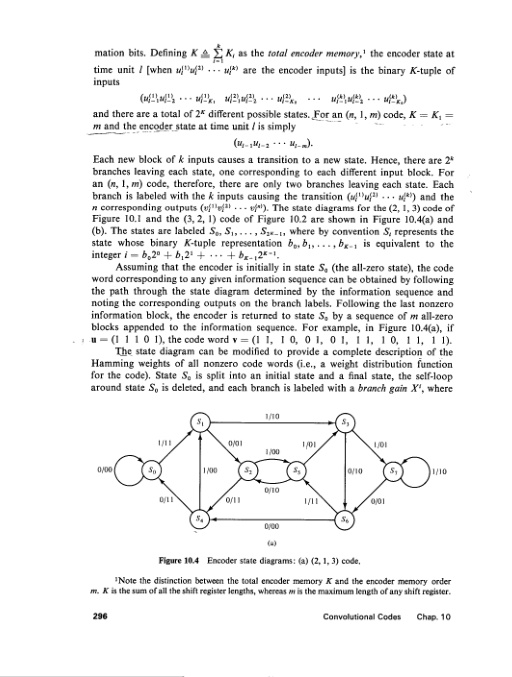 mation bits. Defining K ≜ Σ_{i=1}^{k} K_i as the total encoder memory,¹ the encoder state at
time unit l [when u_l^{(1)}u_l^{(2)} ··· u_l^{(k)} are the encoder inputs] is the binary K-tuple of
inputs
(u_{l-1}^{(1)}u_{l-2}^{(1)} ··· u_{l-K_1}^{(1)} u_{l-1}^{(2)}u_{l-2}^{(2)} ··· u_{l-K_2}^{(2)} ··· u_{l-1}^{(k)}u_{l-2}^{(k)} ··· u_{l-K_k}^{(k)})
and there are a total of 2^K different possible states. For an (n, 1, m) code, K = K_1 =
m and the encoder state at time unit l is simply
(u_{l-1}u_{l-2} ··· u_{l-m}).
Each new block of k inputs causes a transition to a new state. Hence, there are 2^k
branches leaving each state, one corresponding to each different input block. For
an (n, 1, m) code, therefore, there are only two branches leaving each state. Each
branch is labeled with the k inputs causing the transition (u_l^{(1)}u_l^{(2)} ··· u_l^{(k)}) and the
n corresponding outputs (v_l^{(1)}v_l^{(2)} ··· v_l^{(n)}). The state diagrams for the (2, 1, 3) code of
Figure 10.1 and the (3, 2, 1) code of Figure 10.2 are shown in Figure 10.4(a) and
(b). The states are labeled S_0, S_1, . . . , S_{2^K-1}, where by convention S_i represents the
state whose binary K-tuple representation b_0, b_1, . . . , b_{K-1} is equivalent to the
integer i = b_0 2^0 + b_1 2^1 + ··· + b_{K-1} 2^{K-1}.
Assuming that the encoder is initially in state S_0 (the all-zero state), the code
word corresponding to any given information sequence can be obtained by following
the path through the state diagram determined by the information sequence and
noting the corresponding outputs on the branch labels. Following the last nonzero
information block, the encoder is returned to state S_0 by a sequence of m all-zero
blocks appended to the information sequence. For example, in Figure 10.4(a), if
u = (1 1 1 0 1), the code word v = (1 1, 1 0, 0 1, 0 1, 1 1, 1 0, 1 1, 1 1).
The state diagram can be modified to provide a complete description of the
Hamming weights of all nonzero code words (i.e., a weight distribution function
for the code). State S_0 is split into an initial state and a final state, the self-loop
around state S_0 is deleted, and each branch is labeled with a branch gain X^i, where
1/10
S_1 S_3
1/11 0/01 1/01 1/01
1/00
0/00 S_0 1/00 S_2 S_5 0/10 S_7 1/10
0/10
0/11 0/11 1/11 0/01
S_4 S_6
0/00
(a)
Figure 10.4 Encoder state diagrams: (a) (2, 1, 3) code.
¹Note the distinction between the total encoder memory K and the encoder memory order
m. K is the sum of all the shift register lengths, whereas m is the maximum length of any shift register.
296 Convolutional Codes Chap. 10